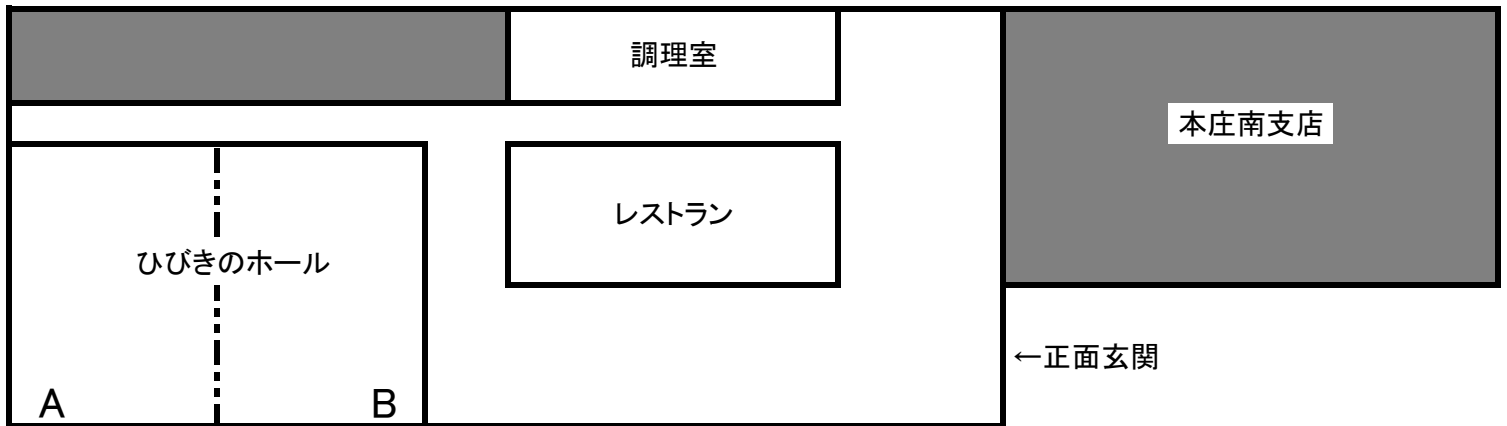 調理室
本庄南支店
レストラン
ひびきのホール
←正面玄関
A
B